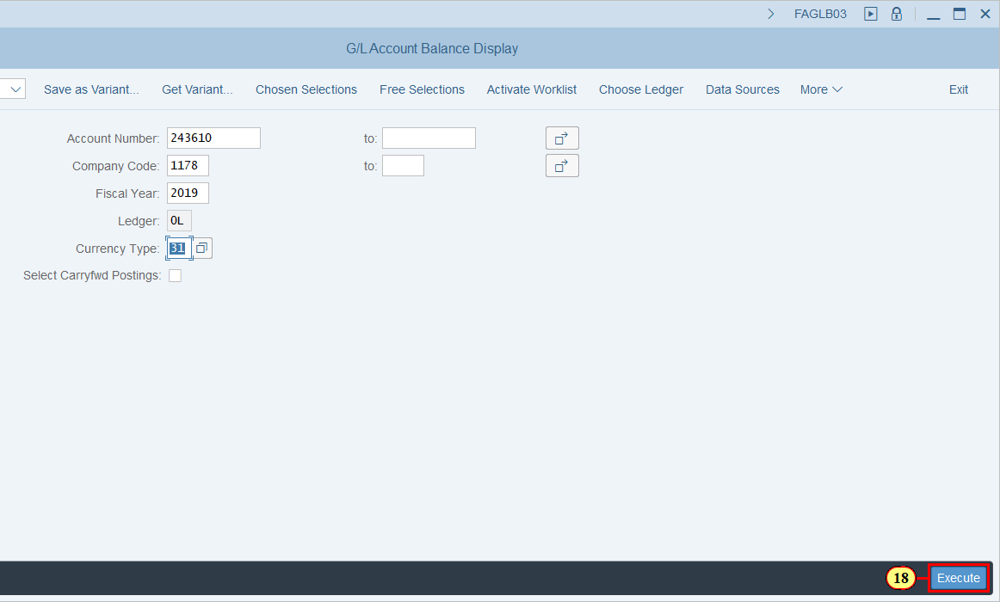 FAGLB03
G/L Account Balance Display
Save as Variant... Get Variant... Chosen Selections Free Selections Activate Worklist Choose Ledger Data Sources More Exit
Account Number: 243610 to:
Company Code: 1178 to:
Fiscal Year: 2019
Ledger: 0L
Currency Type: 31
Select Carryfwd Postings:
18 Execute